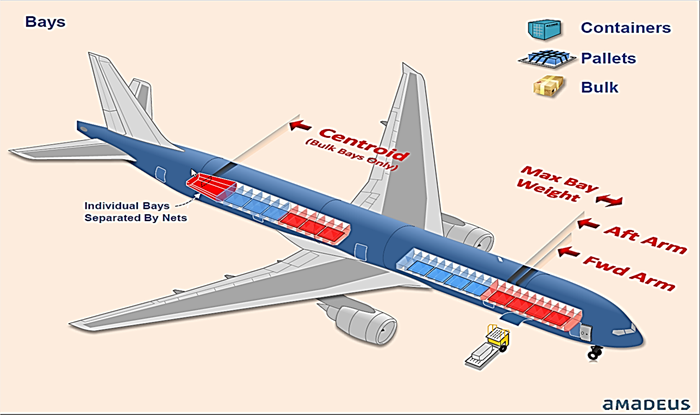 Bays
Containers
Pallets
Bulk
Centroid
(Bulk Bays Only)
Max Bay
Weight
Aft Arm
Fwd Arm
Individual Bays
Separated By Nets
aMaDEUS